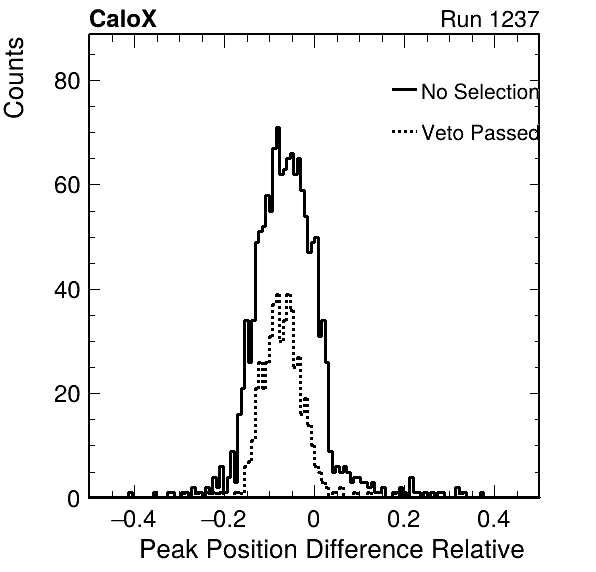 CaloX Run 1237
Counts
80
60
40
20
0
No Selection
Veto Passed
−0.4 −0.2 0 0.2 0.4
Peak Position Difference Relative